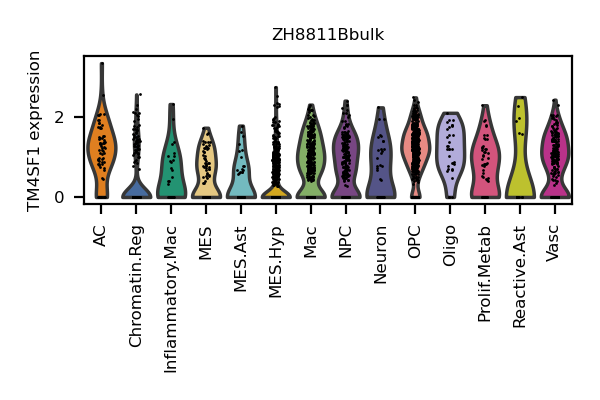 ZH8811Bbulk
TM4SF1 expression
2
0
AC
Chromatin.Reg
Inflammatory.Mac
MES
MES.Ast
MES.Hyp
Mac
NPC
Neuron
OPC
Oligo
Prolif.Metab
Reactive.Ast
Vasc